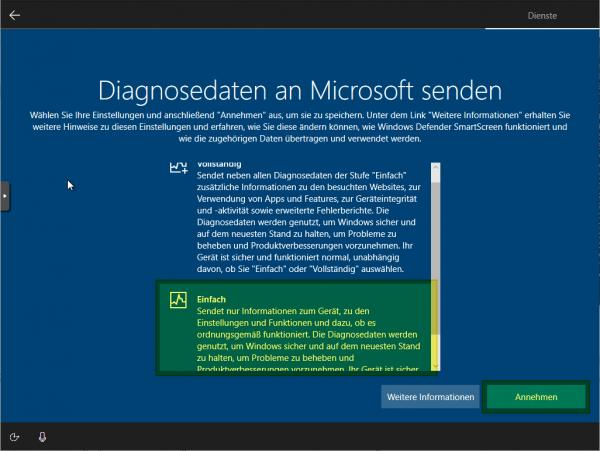 Dienste
Diagnosedaten an Microsoft senden
Wählen Sie Ihre Einstellungen und anschließend "Annehmen" aus, um sie zu speichern. Unter dem Link "Weitere Informationen" erhalten Sie
weitere Hinweise zu diesen Einstellungen und erfahren, wie Sie diese ändern können, wie Windows Defender SmartScreen funktioniert und
wie die zugehörigen Daten übertragen und verwendet werden.
Vollständig
Sendet neben allen Diagnosedaten der Stufe "Einfach"
zusätzliche Informationen zu den besuchten Websites, zur
Verwendung von Apps und Features, zur Geräteintegrität
und -aktivität sowie erweiterte Fehlerberichte. Die
Diagnosedaten werden genutzt, um Windows sicher und
auf dem neuesten Stand zu halten, um Probleme zu
beheben und Produktverbesserungen vorzunehmen. Ihr
Gerät ist sicher und funktioniert normal, unabhängig
davon, ob Sie "Einfach" oder "Vollständig" auswählen.
Einfach
Sendet nur Informationen zum Gerät, zu den
Einstellungen und Funktionen und dazu, ob es
ordnungsgemäß funktioniert. Die Diagnosedaten werden
genutzt, um Windows sicher und auf dem neuesten Stand
zu halten, um Probleme zu beheben und
Produktverbesserungen vorzunehmen. Ihr Gerät ist sicher
Weitere Informationen
Annehmen